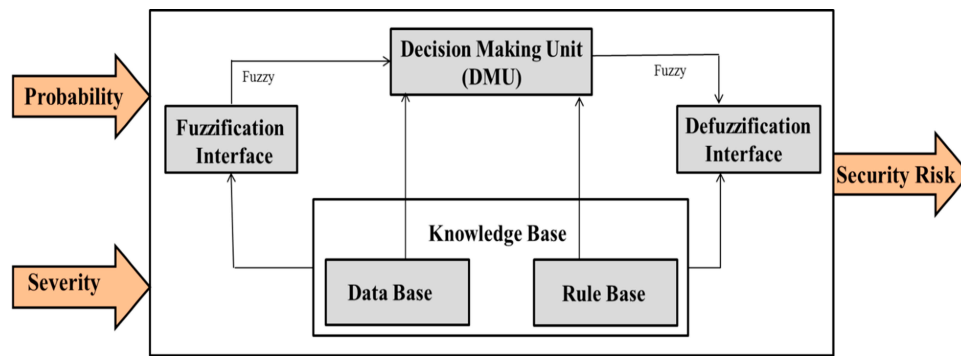 Probability
Severity
Fuzzy
Fuzzification
Interface
Decision Making Unit
(DMU)
Fuzzy
Defuzzification
Interface
Knowledge Base
Data Base
Rule Base
Security Risk